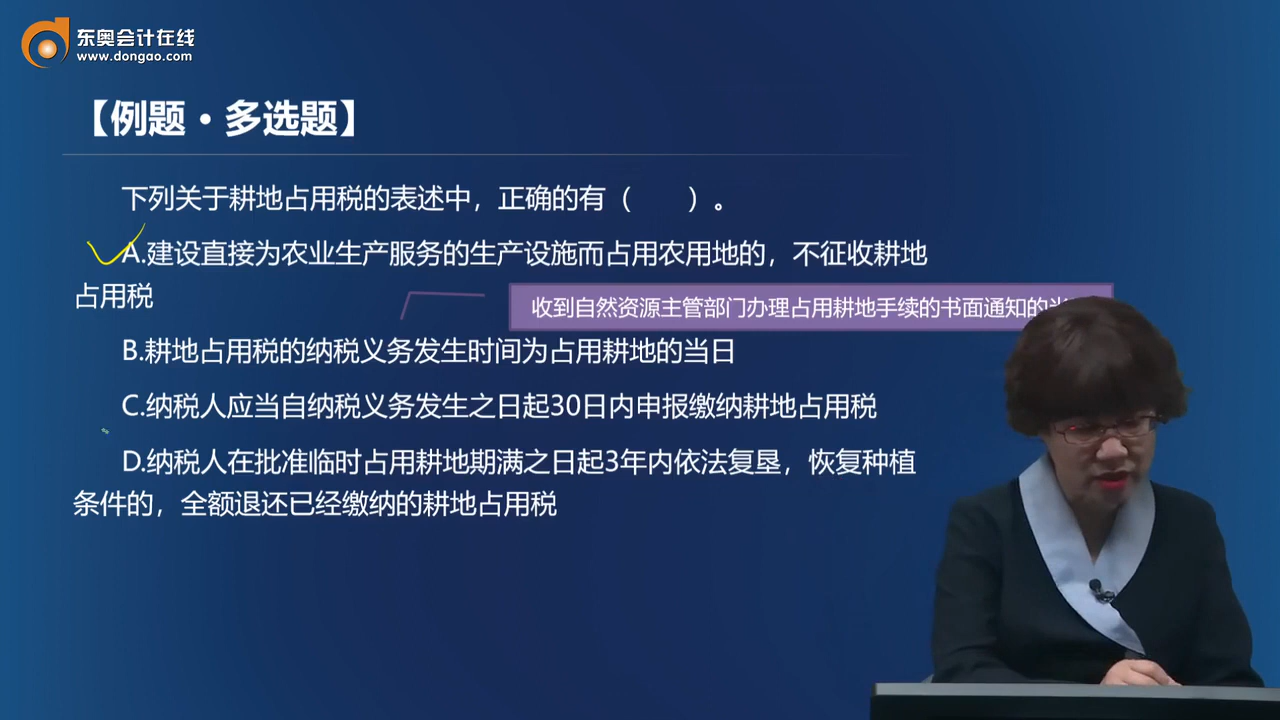 东奥会计在线
www.dongao.com
【例题·多选题】
下列关于耕地占用税的表述中，正确的有（　　）。
A.建设直接为农业生产服务的生产设施而占用农用地的，不征收耕地
占用税
收到自然资源主管部门办理占用耕地手续的书面通知的
B.耕地占用税的纳税义务发生时间为占用耕地的当日
C.纳税人应当自纳税义务发生之日起30日内申报缴纳耕地占用税
D.纳税人在批准临时占用耕地期满之日起3年内依法复垦，恢复种植
条件的，全额退还已经缴纳的耕地占用税